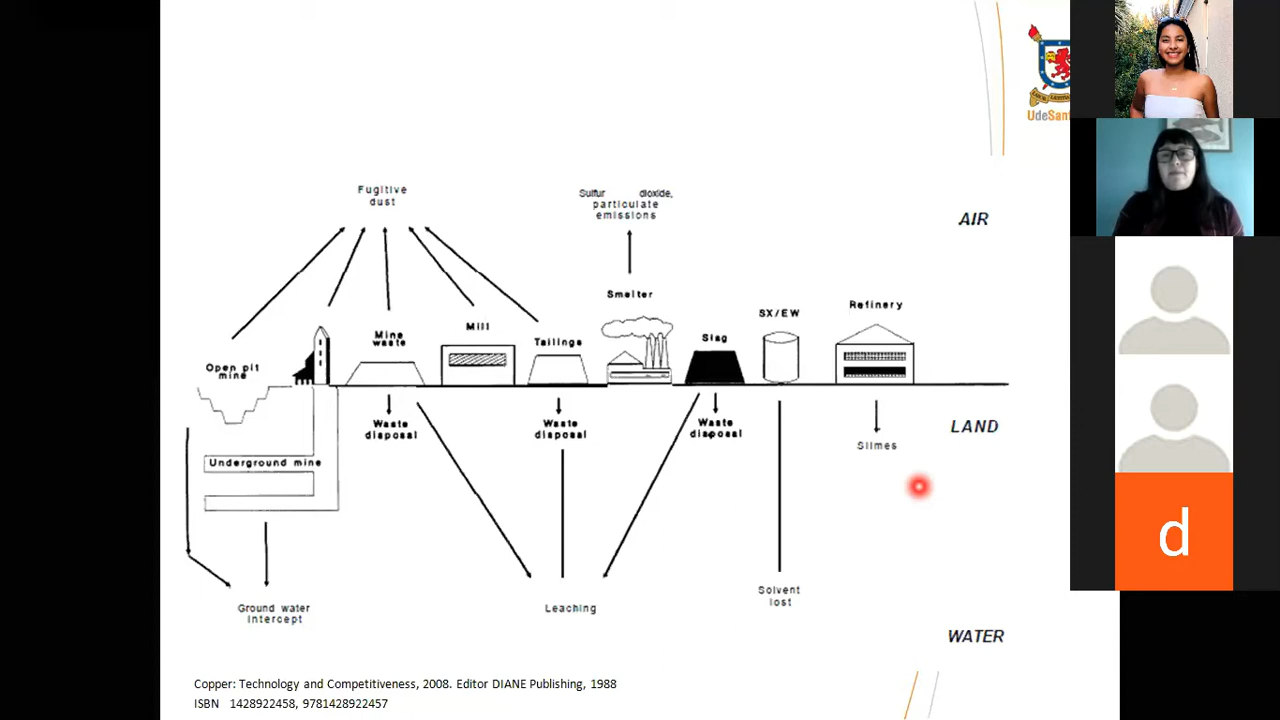 UdeSant
Fugitive
dust
Sulfur dioxide,
particulate
emissions
AIR
Smelter
Refinery
SX/EW
Mill
Mine
waste
Tailings
Slag
Open pit
mine
Waste
disposal
Waste
disposal
Waste
disposal
LAND
Slimes
Underground mine
Solvent
lost
Ground water
intercept
Leaching
WATER
Copper: Technology and Competitiveness, 2008. Editor DIANE Publishing, 1988
ISBN 1428922458, 9781428922457
d